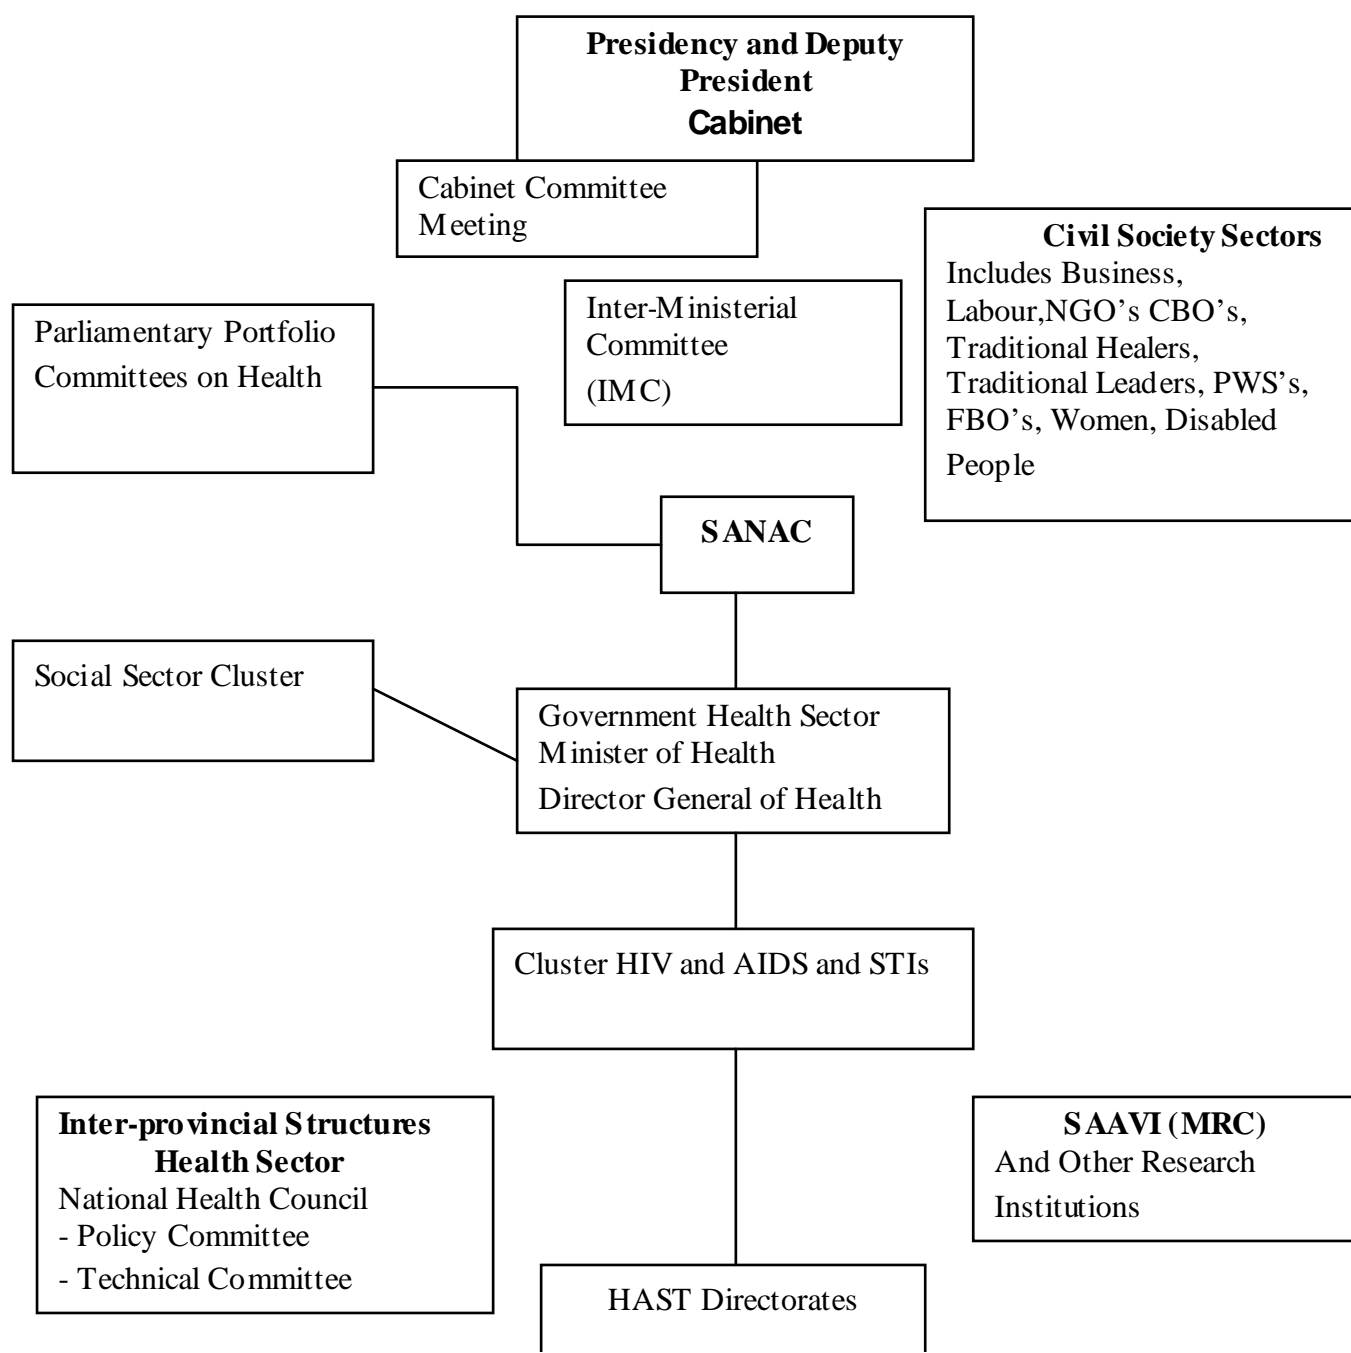 Presidency and Deputy
President
Cabinet
Cabinet Committee
Meeting
Civil Society Sectors
Includes Business,
Labour,NGO’s CBO’s,
Traditional Healers,
Traditional Leaders, PWS’s,
FBO’s, Women, Disabled
People
Inter-Ministerial
Committee
(IMC)
Parliamentary Portfolio
Committees on Health
SANAC
Social Sector Cluster
Government Health Sector
Minister of Health
Director General of Health
Cluster HIV and AIDS and STIs
Inter-provincial Structures
Health Sector
National Health Council
- Policy Committee
- Technical Committee
SAAVI (MRC)
And Other Research
Institutions
HAST Directorates